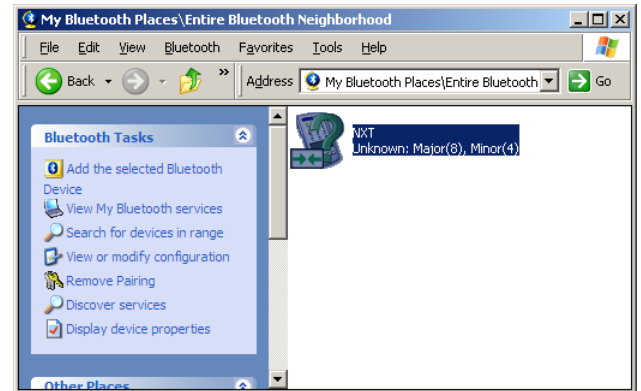 My Bluetooth Places\Entire Bluetooth Neighborhood
File Edit View Bluetooth Favorites Tools Help
Back » Address My Bluetooth Places\Entire Bluetooth Go
Bluetooth Tasks
Add the selected Bluetooth
Device
View My Bluetooth services
Search for devices in range
View or modify configuration
Remove Pairing
Discover services
Display device properties
Other Places
NXT
Unknown: Major(8), Minor(4)